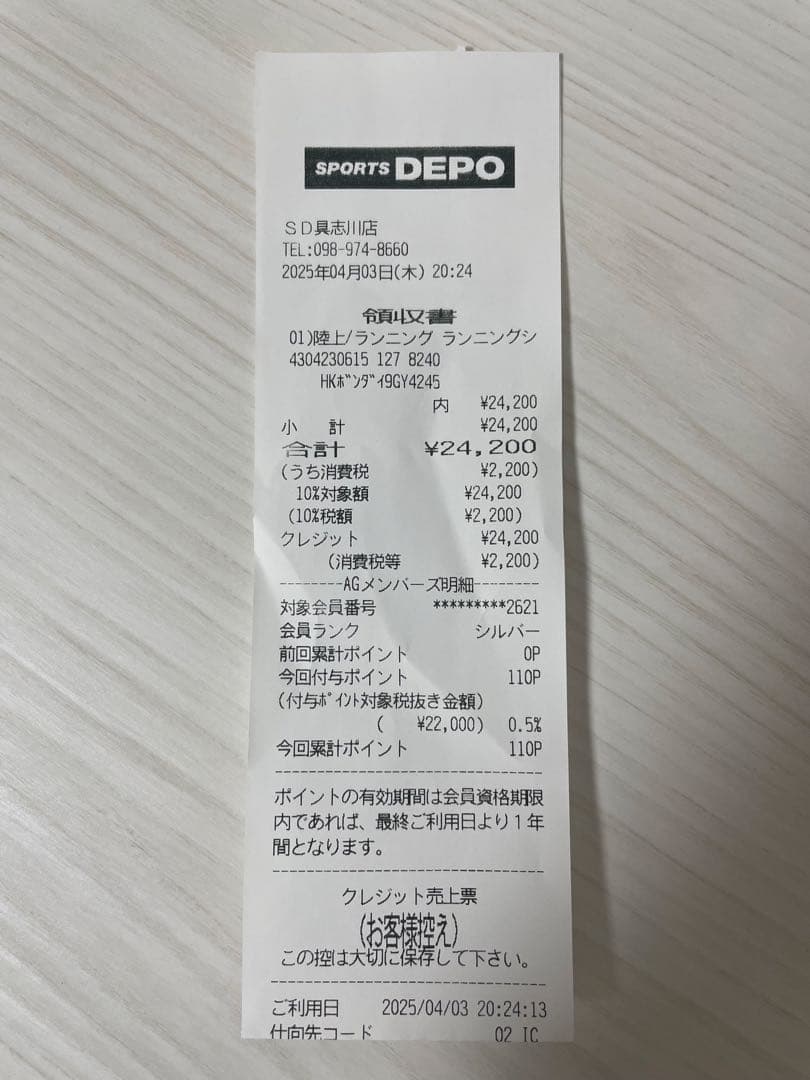 SPORTS DEPO
SD具志川店
TEL:098-974-8660
2025年04月03日(木) 20:24
領収書
01)陸上/ランニング ランニングシ
4304230615 127 8240
HKボンダイ9GY4245
内 ¥24,200
小 計 ¥24,200
合計 ¥24,200
(うち消費税 ¥2,200)
10%対象額 ¥24,200
(10%税額 ¥2,200)
クレジット ¥24,200
(消費税等 ¥2,200)
--------AGメンバーズ明細--------
対象会員番号 *********2621
会員ランク シルバー
前回累計ポイント 0P
今回付与ポイント 110P
(付与ポイント対象税抜き金額)
( ¥22,000) 0.5%
今回累計ポイント 110P
--------------------------------
ポイントの有効期間は会員資格期限
内であれば、最終ご利用日より1年
間となります。
--------------------------------
クレジット売上票
(お客様控え)
この控は大切に保存して下さい。
--------------------------------
ご利用日 2025/04/03 20:24:13
仕向先コード 02 IC